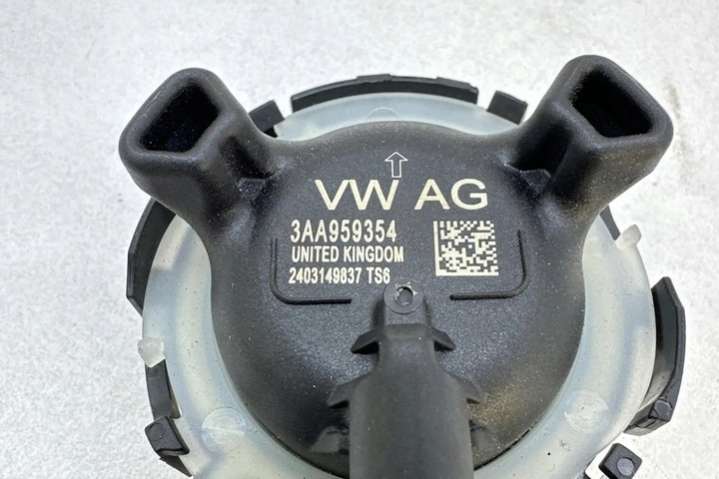 VW AG
3AA959354
UNITED KINGDOM
2403149837 TS6